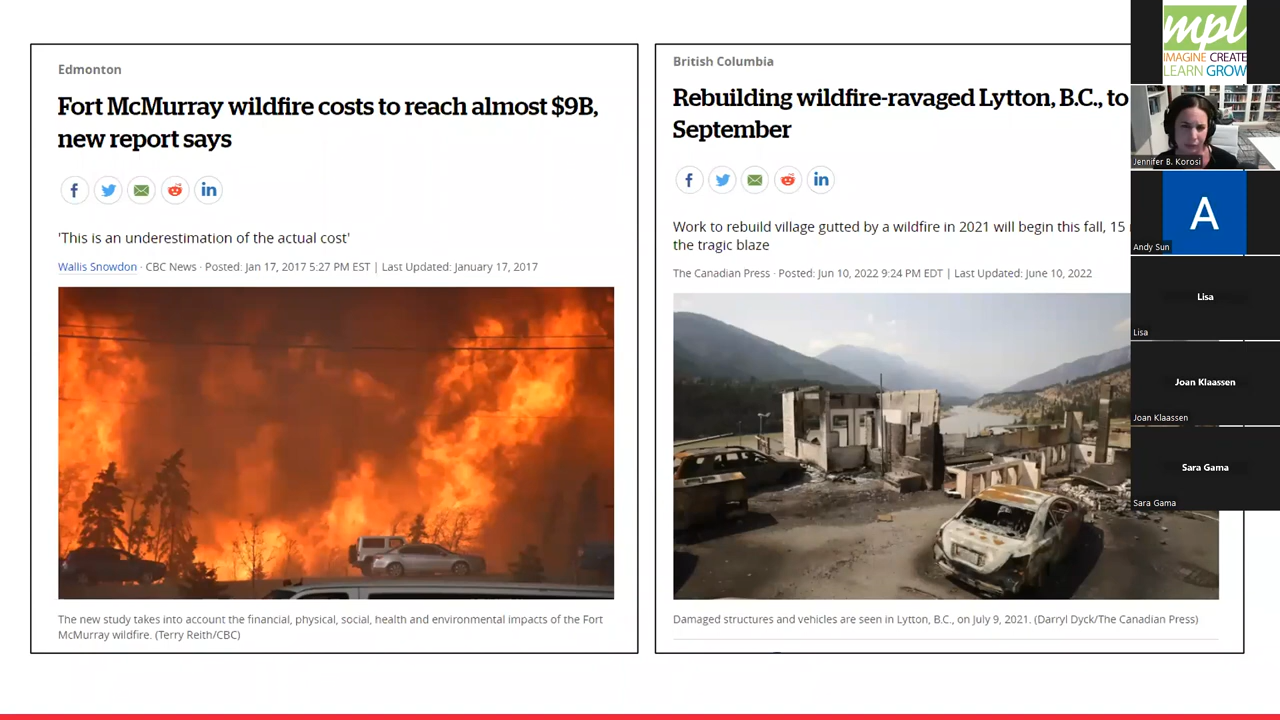 Edmonton
Fort McMurray wildfire costs to reach almost $9B,
new report says
'This is an underestimation of the actual cost'
Wallis Snowdon · CBC News · Posted: Jan 17, 2017 5:27 PM EST | Last Updated: January 17, 2017
The new study takes into account the financial, physical, social, health and environmental impacts of the Fort
McMurray wildfire. (Terry Reith/CBC)
British Columbia
Rebuilding wildfire-ravaged Lytton, B.C., to
September
Work to rebuild village gutted by a wildfire in 2021 will begin this fall, 15
the tragic blaze
The Canadian Press · Posted: Jun 10, 2022 9:24 PM EDT | Last Updated: June 10, 2022
Damaged structures and vehicles are seen in Lytton, B.C., on July 9, 2021. (Darryl Dyck/The Canadian Press)
mpl
IMAGINE CREATE
LEARN GROW
Jennifer B. Korosi
A
Andy Sun
Lisa
Lisa
Joan Klaassen
Joan Klaassen
Sara Gama
Sara Gama